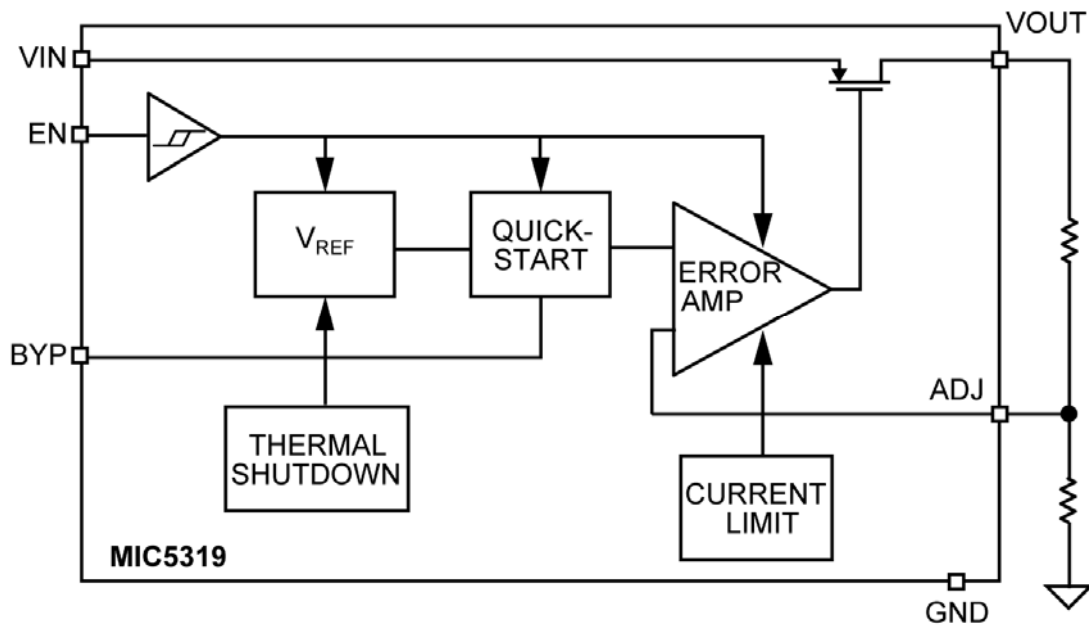 VOUT
VIN
EN
VREF
QUICK-
START
ERROR
AMP
BYP
ADJ
THERMAL
SHUTDOWN
CURRENT
LIMIT
MIC5319
GND